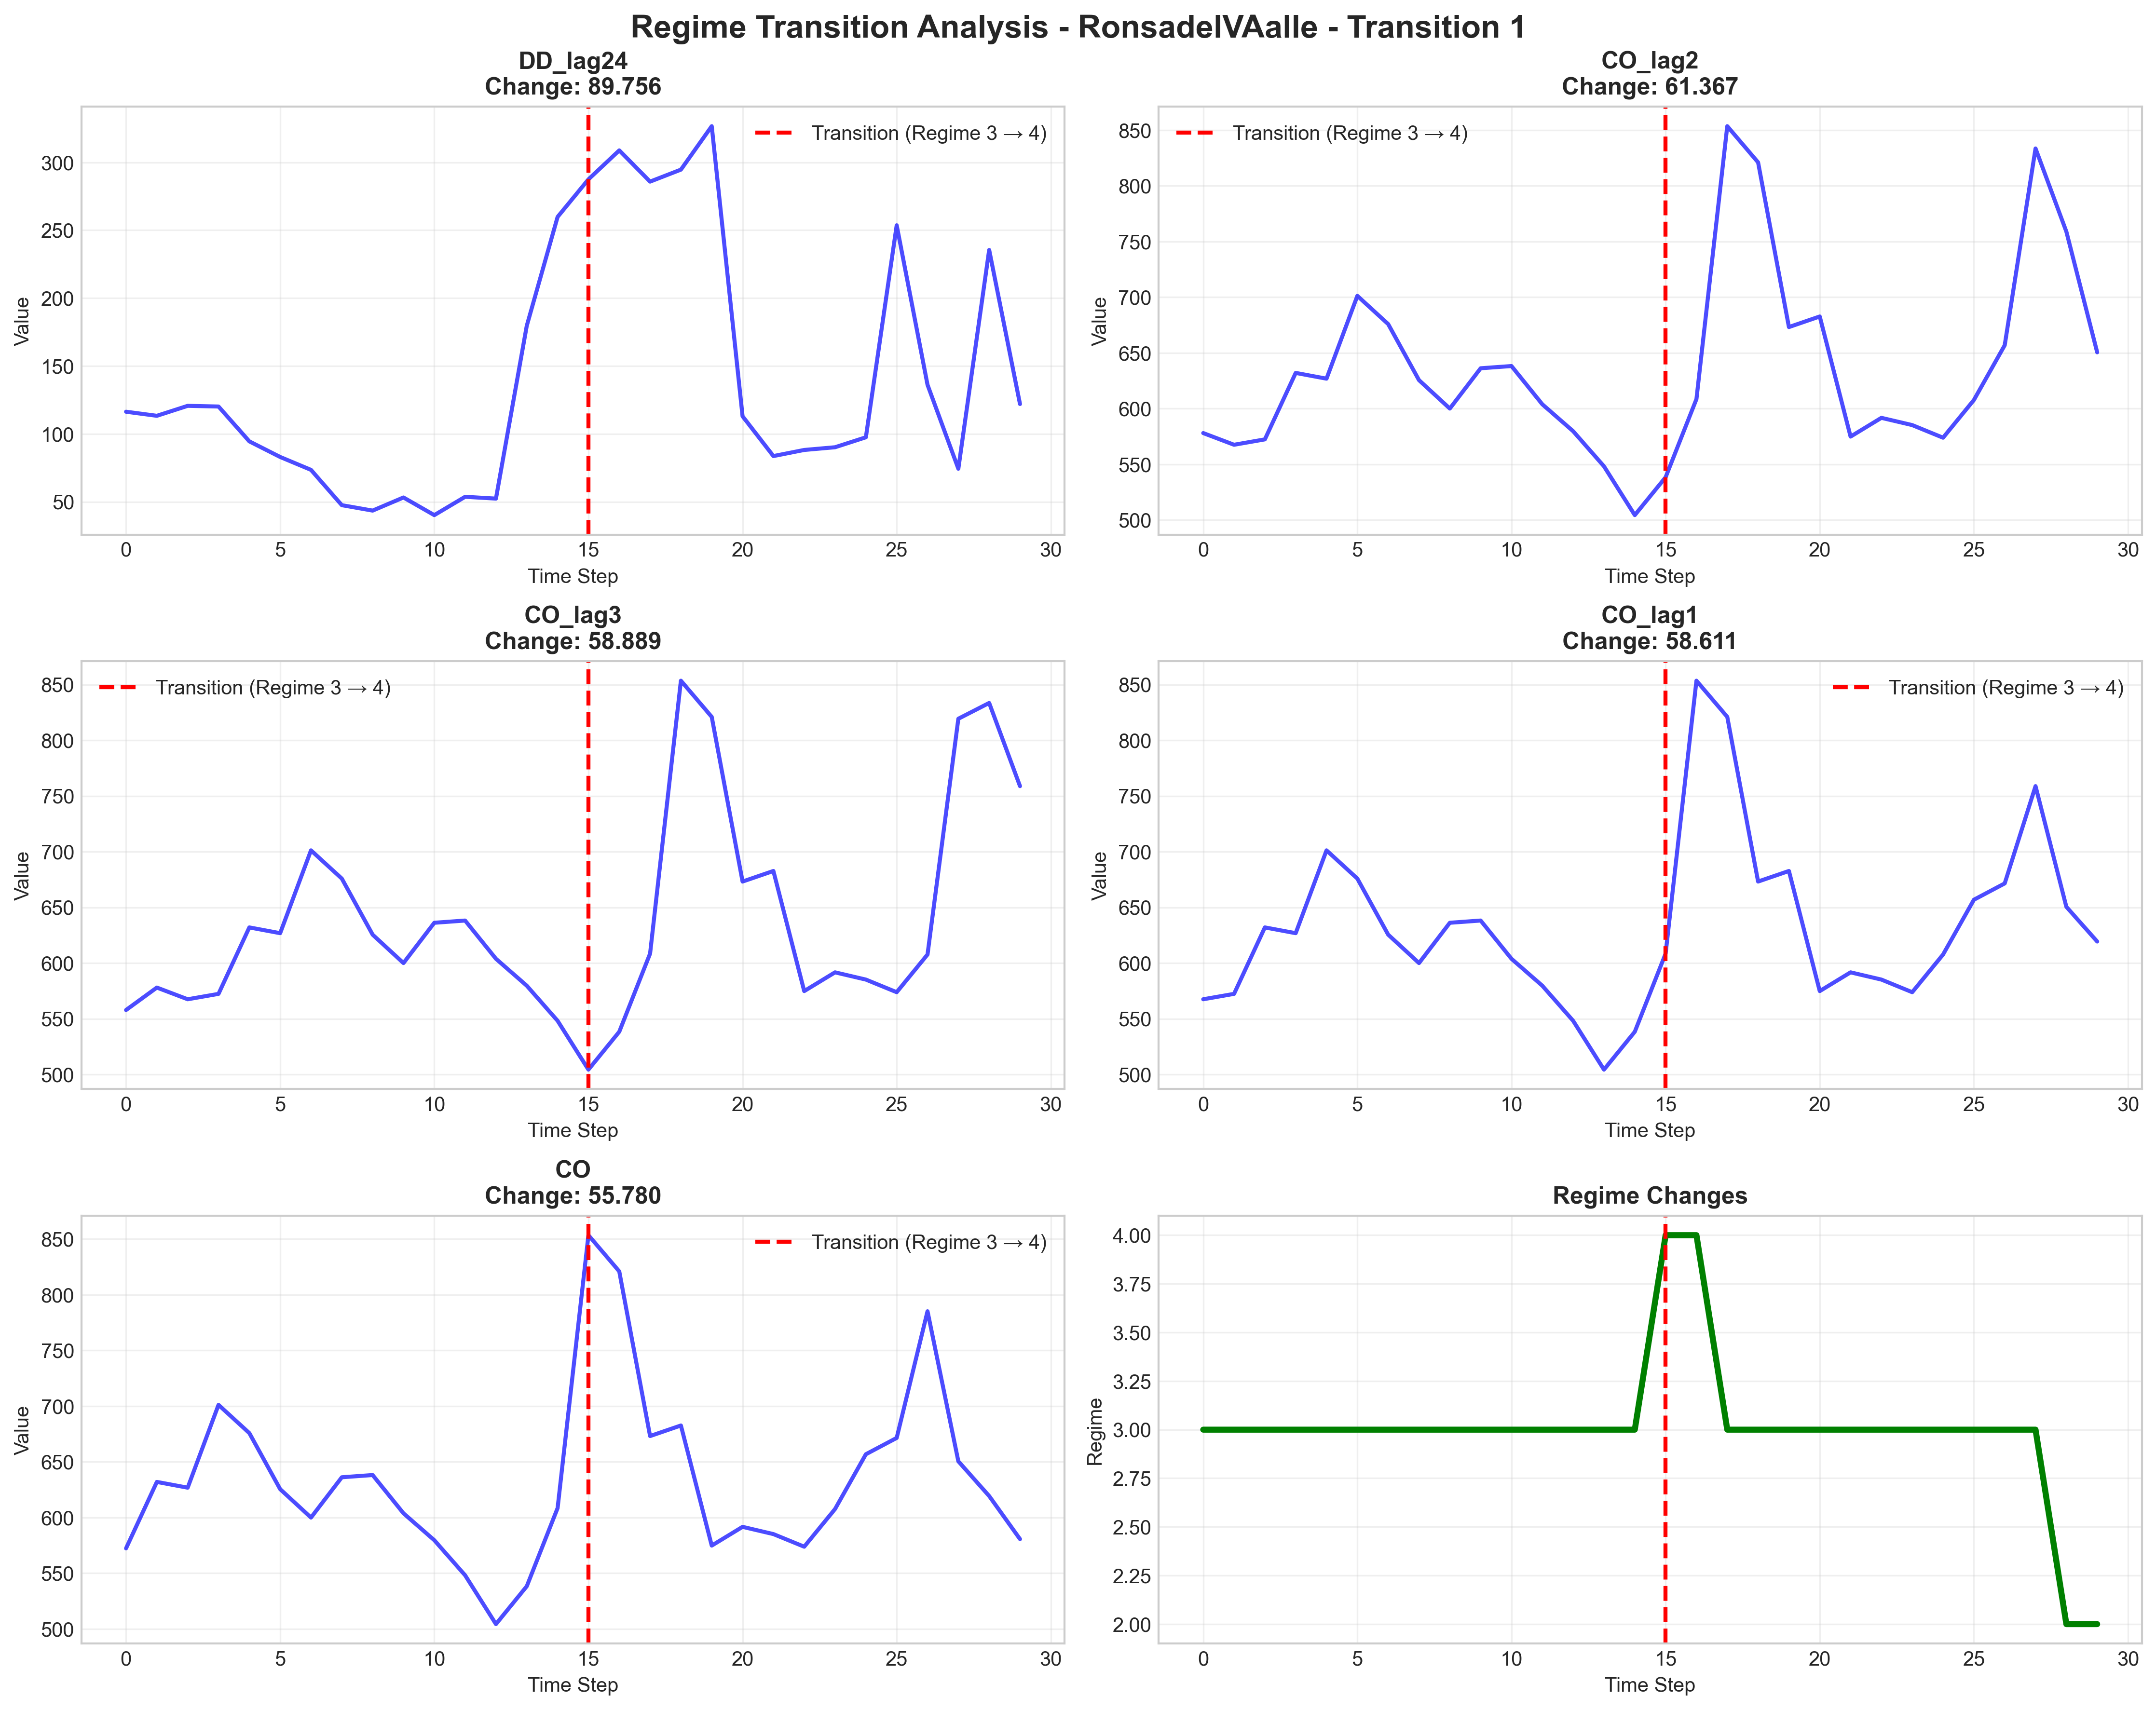 Regime Transition Analysis - RonsadelVAalle - Transition 1
DD_lag24
Change: 89.756
Transition (Regime 3 → 4)
300
250
200
150
100
50
Value
0 5 10 15 20 25 30
Time Step
CO_lag2
Change: 61.367
Transition (Regime 3 → 4)
850
800
750
700
650
600
550
500
Value
0 5 10 15 20 25 30
Time Step
CO_lag3
Change: 58.889
Transition (Regime 3 → 4)
850
800
750
700
650
600
550
500
Value
0 5 10 15 20 25 30
Time Step
CO_lag1
Change: 58.611
Transition (Regime 3 → 4)
850
800
750
700
650
600
550
500
Value
0 5 10 15 20 25 30
Time Step
CO
Change: 55.780
Transition (Regime 3 → 4)
850
800
750
700
650
600
550
500
Value
0 5 10 15 20 25 30
Time Step
Regime Changes
4.00
3.75
3.50
3.25
3.00
2.75
2.50
2.25
2.00
Regime
0 5 10 15 20 25 30
Time Step